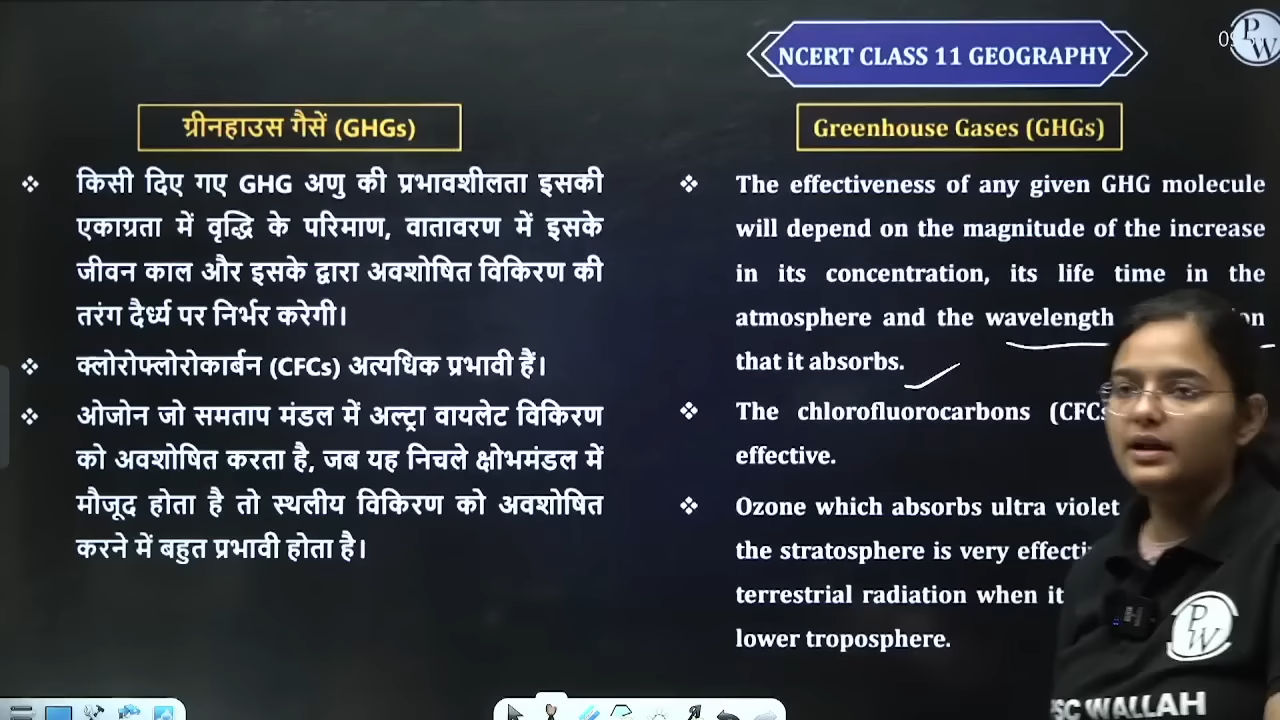 NCERT CLASS 11 GEOGRAPHY
PW
ग्रीनहाउस गैसें (GHGs)
❖ किसी दिए गए GHG अणु की प्रभावशीलता इसकी
एकाग्रता में वृद्धि के परिमाण, वातावरण में इसके
जीवन काल और इसके द्वारा अवशोषित विकिरण की
तरंग दैर्ध्य पर निर्भर करेगी।
❖ क्लोरोफ्लोरोकार्बन (CFCs) अत्यधिक प्रभावी हैं।
❖ ओजोन जो समताप मंडल में अल्ट्रा वायलेट विकिरण
को अवशोषित करता है, जब यह निचले क्षोभमंडल में
मौजूद होता है तो स्थलीय विकिरण को अवशोषित
करने में बहुत प्रभावी होता है।
Greenhouse Gases (GHGs)
❖ The effectiveness of any given GHG molecule
will depend on the magnitude of the increase
in its concentration, its life time in the
atmosphere and the wavelength
that it absorbs.
❖ The chlorofluorocarbons (CFCs
effective.
❖ Ozone which absorbs ultra violet
the stratosphere is very
terrestrial radiation when it
lower troposphere.
PW
SC WALLAH